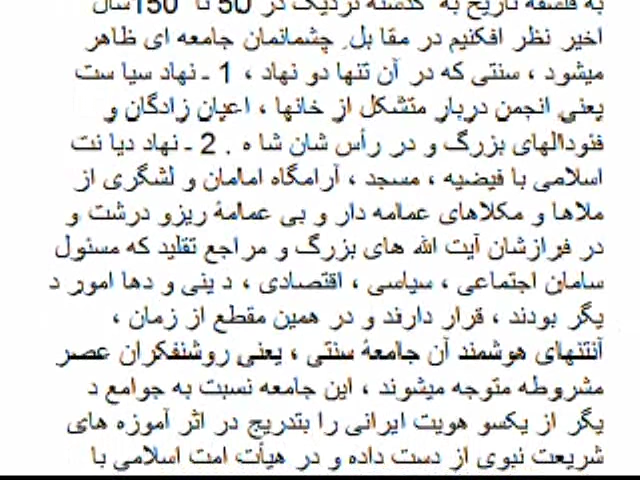 به فلسفه تاریخ به گذشته نزدیک در 50 تا 150سال
اخیر نظر افکنیم در مقا بل ِ چشمانمان جامعه ای ظاهر
میشود ، سنتی که در آن تنها دو نهاد ، 1 ـ نهاد سیا ست
یعنی انجمن دربار متشکل از خانها ، اعیان زادگان و
فئودالهای بزرگ و در رأس شان شا ه . 2 ـ نهاد دیا نت
اسلامی با فیضیه ، مسجد ، آرامگاه امامان و لشگری از
ملاها و مکلاهای عمامه دار و بی عمامۀ ریزو درشت و
در فرازشان آیت الله های بزرگ و مراجع تقلید که مسئول
سامان اجتماعی ، سیاسی ، اقتصادی ، د ینی و دها امور د
یگر بودند ، قرار دارند و در همین مقطع از زمان ،
آنتنهای هوشمند آن جامعۀ سنتی ، یعنی روشنفکران عصر
مشروطه متوجه میشوند ، این جامعه نسبت به جوامع د
یگر از یکسو هویت ایرانی را بتدریج در اثر آموزه های
شریعت نبوی از دست داده و در هیأت امت اسلامی با